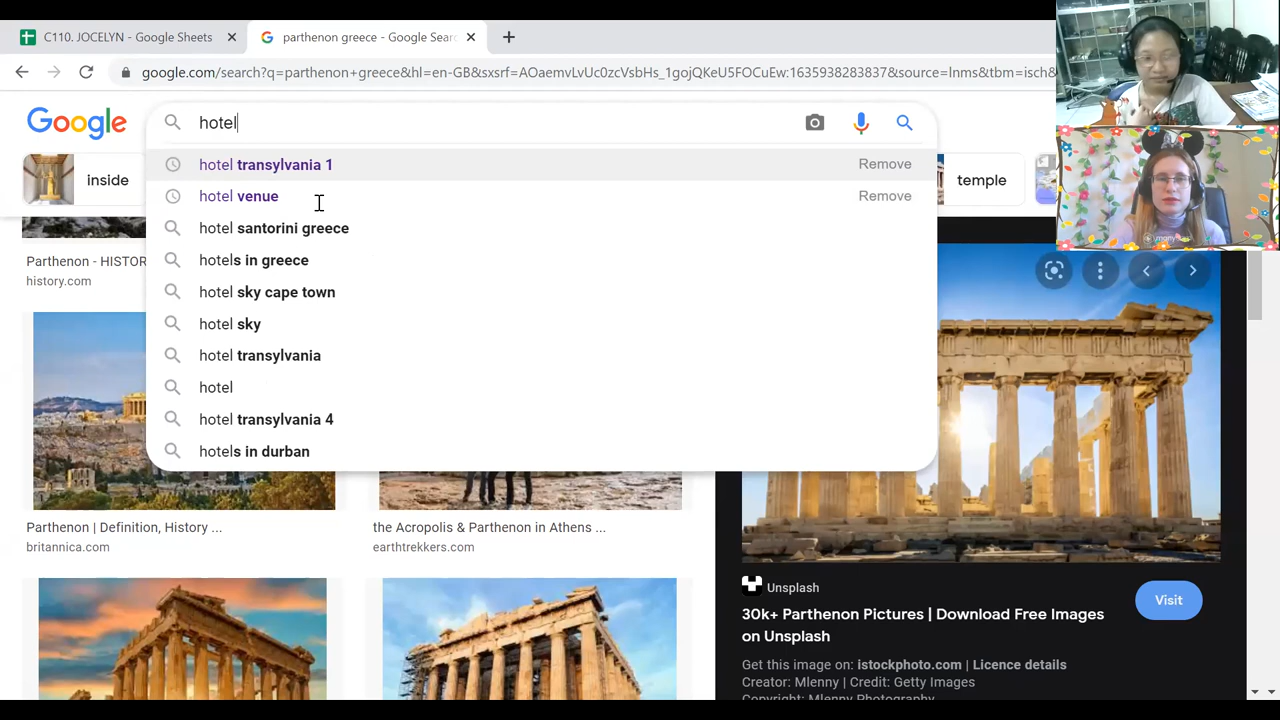 C110. JOCELYN - Google Sheets
parthenon greece - Google Searc
google.com/search?q=parthenon+greece&hl=en-GB&sxsrf=AOaemvLvUc0zcVsbHs_1gojQKeU5FOCuEw:1635938283837&source=lnms&tbm=isch&
Google
hotel
inside
hotel transylvania 1 Remove
temple
hotel venue Remove
hotel santorini greece
hotels in greece
hotel sky cape town
hotel sky
hotel transylvania
hotel
hotel transylvania 4
hotels in durban
Parthenon - HISTOR
history.com
Parthenon | Definition, History ...
britannica.com
the Acropolis & Parthenon in Athens ...
earthtrekkers.com
Unsplash
30k+ Parthenon Pictures | Download Free Images
on Unsplash
Visit
Get this image on: istockphoto.com | Licence details
Creator: Mlenny | Credit: Getty Images
Copyright: Mlenny Photography